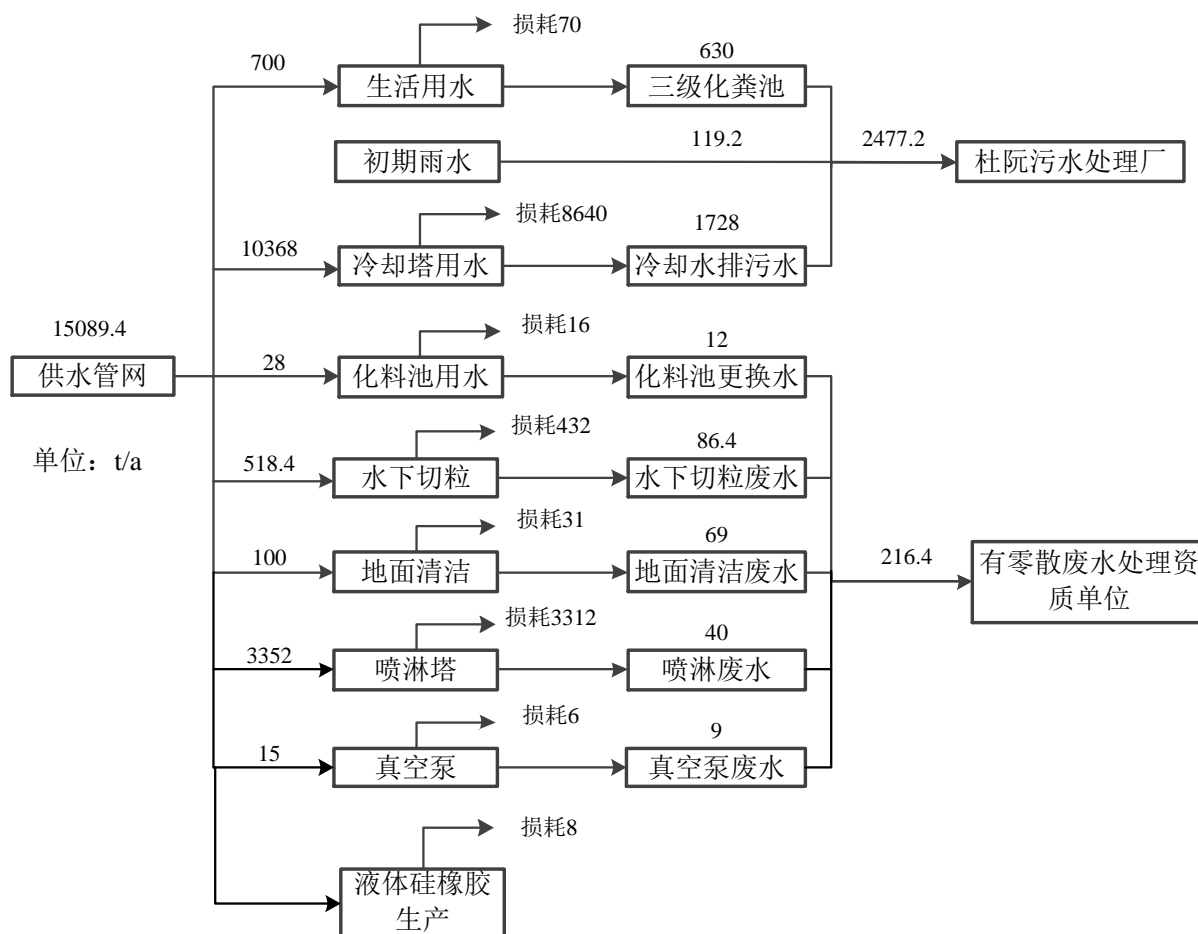 损耗70
700
630
生活用水
三级化粪池
初期雨水
119.2
2477.2
杜阮污水处理厂
损耗8640
10368
1728
冷却塔用水
冷却水排污水
15089.4
供水管网
单位：t/a
损耗16
28
12
化料池用水
化料池更换水
损耗432
518.4
86.4
水下切粒
水下切粒废水
损耗31
100
69
地面清洁
地面清洁废水
216.4
有零散废水处理资
质单位
损耗3312
3352
40
喷淋塔
喷淋废水
损耗6
15
9
真空泵
真空泵废水
损耗8
液体硅橡胶
生产